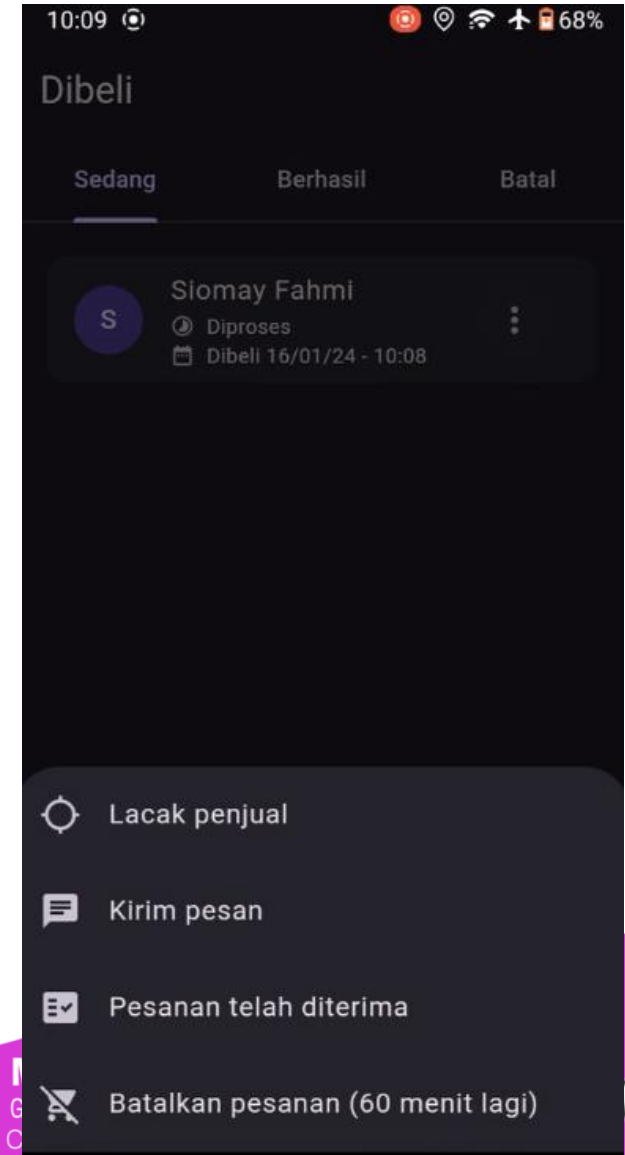 10:09 68%
Dibeli
Sedang Berhasil Batal
S Siomay Fahmi
Diproses
Dibeli 16/01/24 - 10:08
Lacak penjual
Kirim pesan
Pesanan telah diterima
Batalkan pesanan (60 menit lagi)
G
C